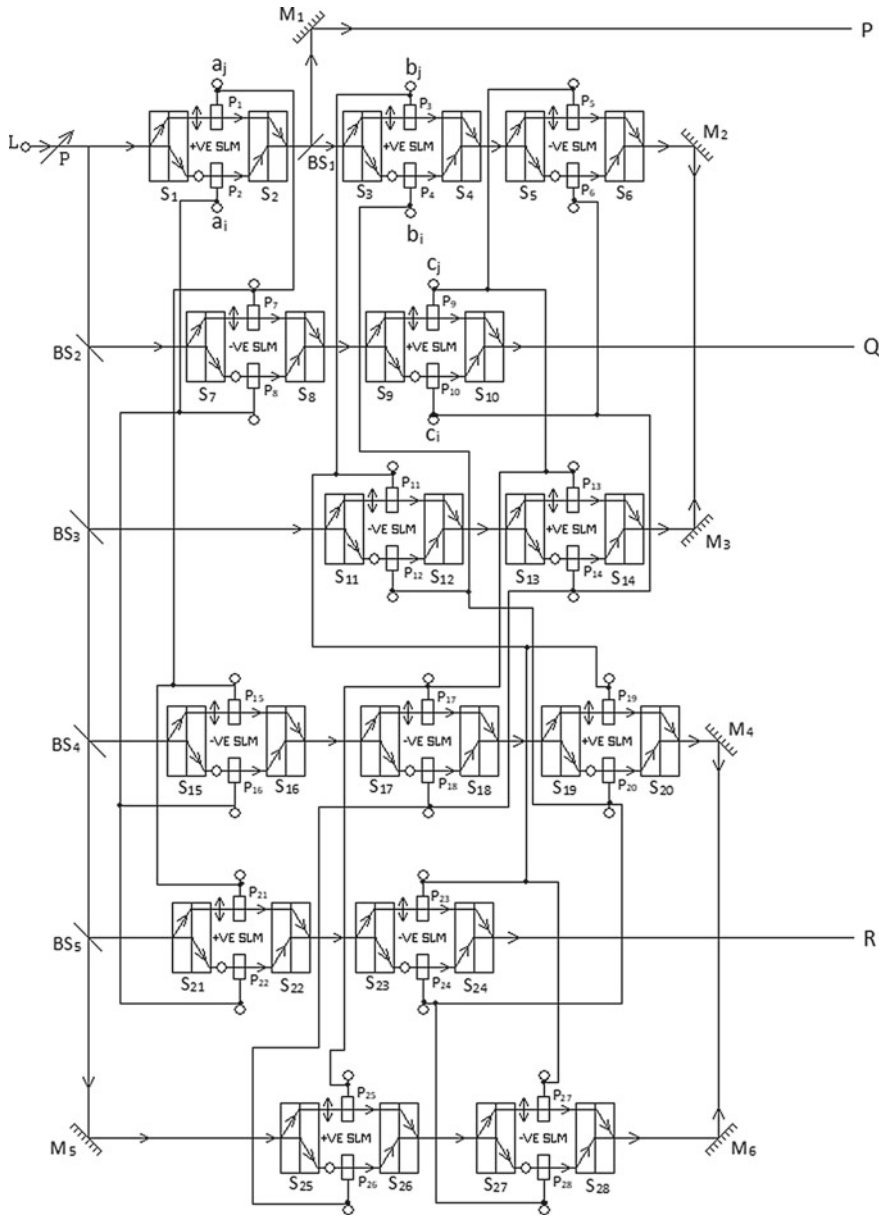 M₁ P
aⱼ bⱼ
P₁ P₃ P₅
L P +VE SLM BS₁ +VE SLM -VE SLM M₂
P₂ P₄ P₆
S₁ S₂ S₃ S₄ S₅ S₆
aᵢ bᵢ
cⱼ
P₇ P₉
BS₂ -VE SLM +VE SLM Q
P₈ P₁₀
S₇ S₈ S₉ S₁₀
cᵢ
P₁₁ P₁₃
BS₃ -VE SLM +VE SLM M₃
P₁₂ P₁₄
S₁₁ S₁₂ S₁₃ S₁₄
P₁₅ P₁₇ P₁₉
BS₄ -VE SLM -VE SLM +VE SLM M₄
P₁₆ P₁₈ P₂₀
S₁₅ S₁₆ S₁₇ S₁₈ S₁₉ S₂₀
P₂₁ P₂₃
BS₅ +VE SLM -VE SLM R
P₂₂ P₂₄
S₂₁ S₂₂ S₂₃ S₂₄
P₂₅ P₂₇
M₅ +VE SLM -VE SLM M₆
P₂₆ P₂₈
S₂₅ S₂₆ S₂₇ S₂₈